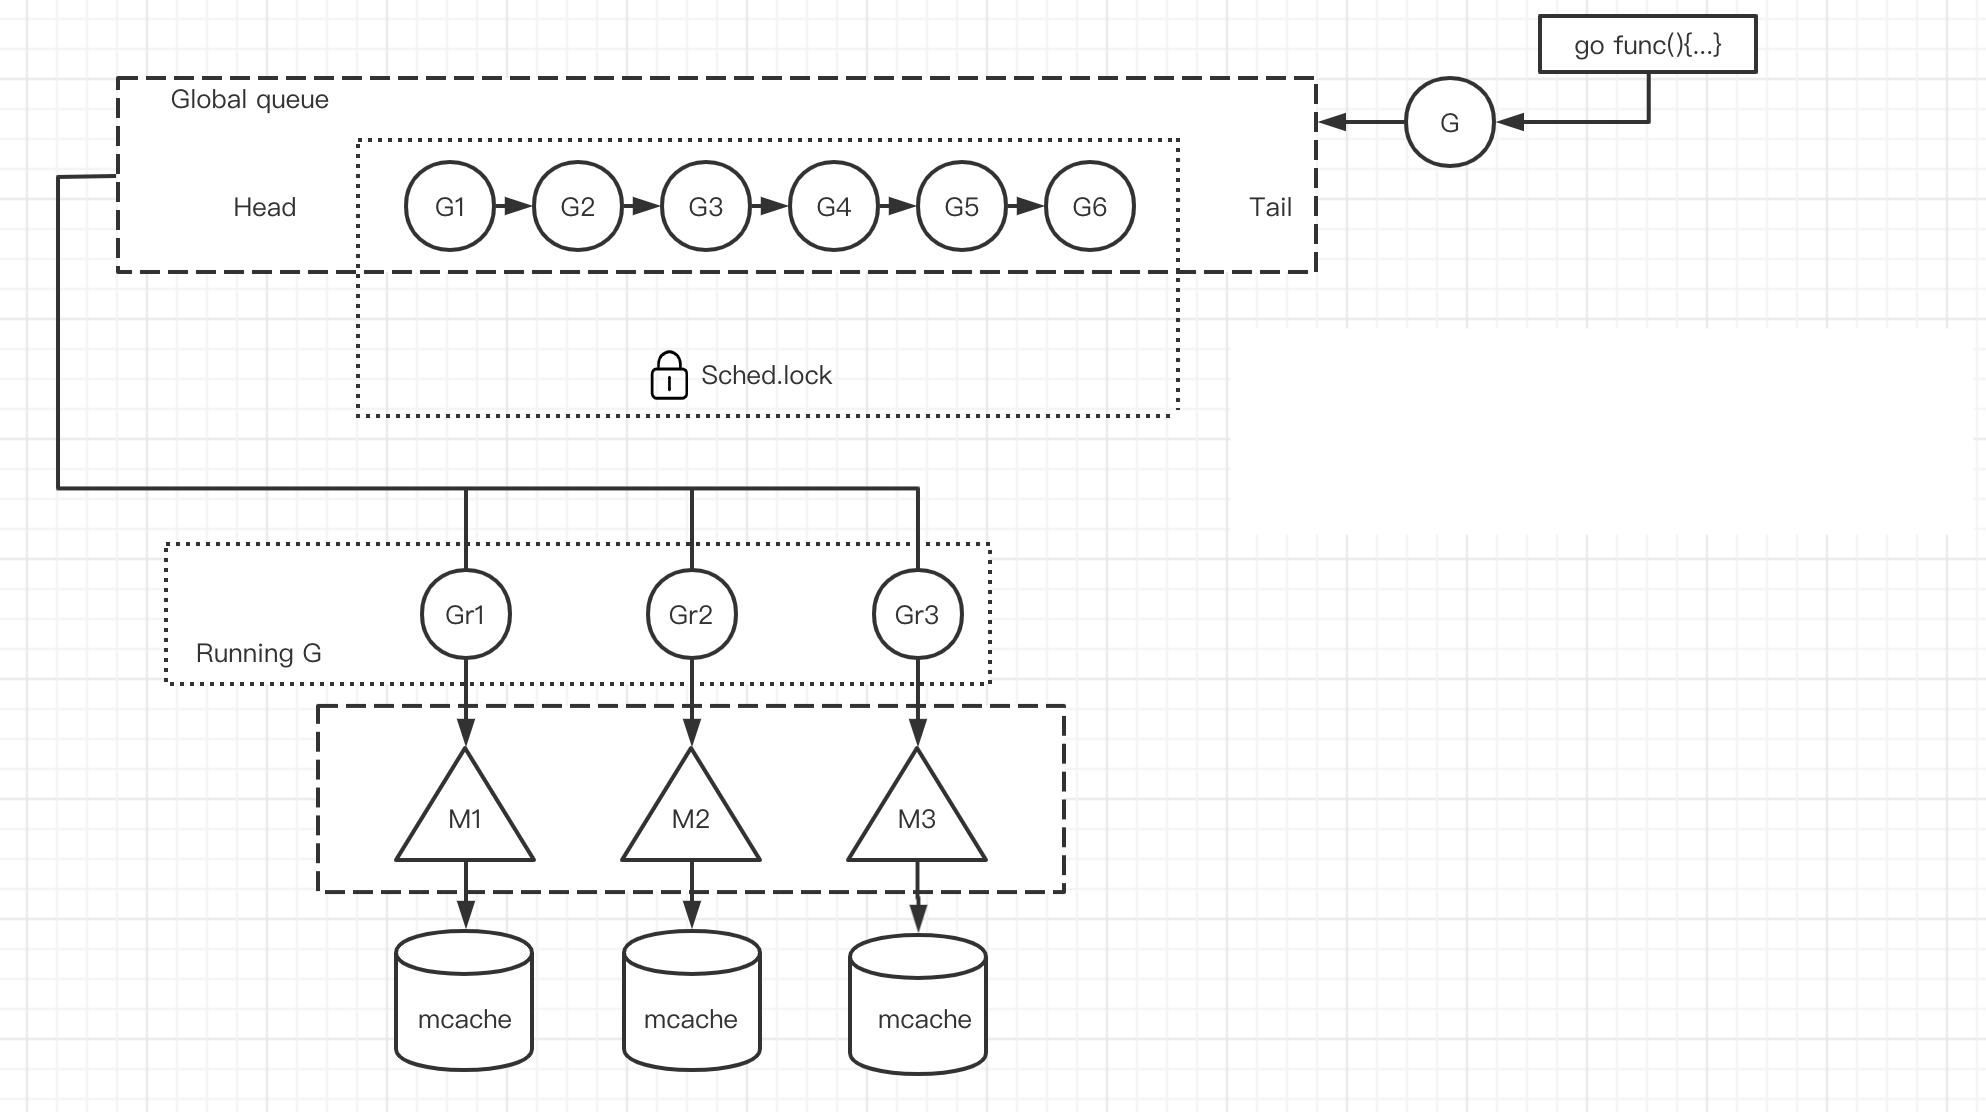 go func(){...}
Global queue
G
Head
G1
G2
G3
G4
G5
G6
Tail
Sched.lock
Gr1
Gr2
Gr3
Running G
M1
M2
M3
mcache
mcache
mcache